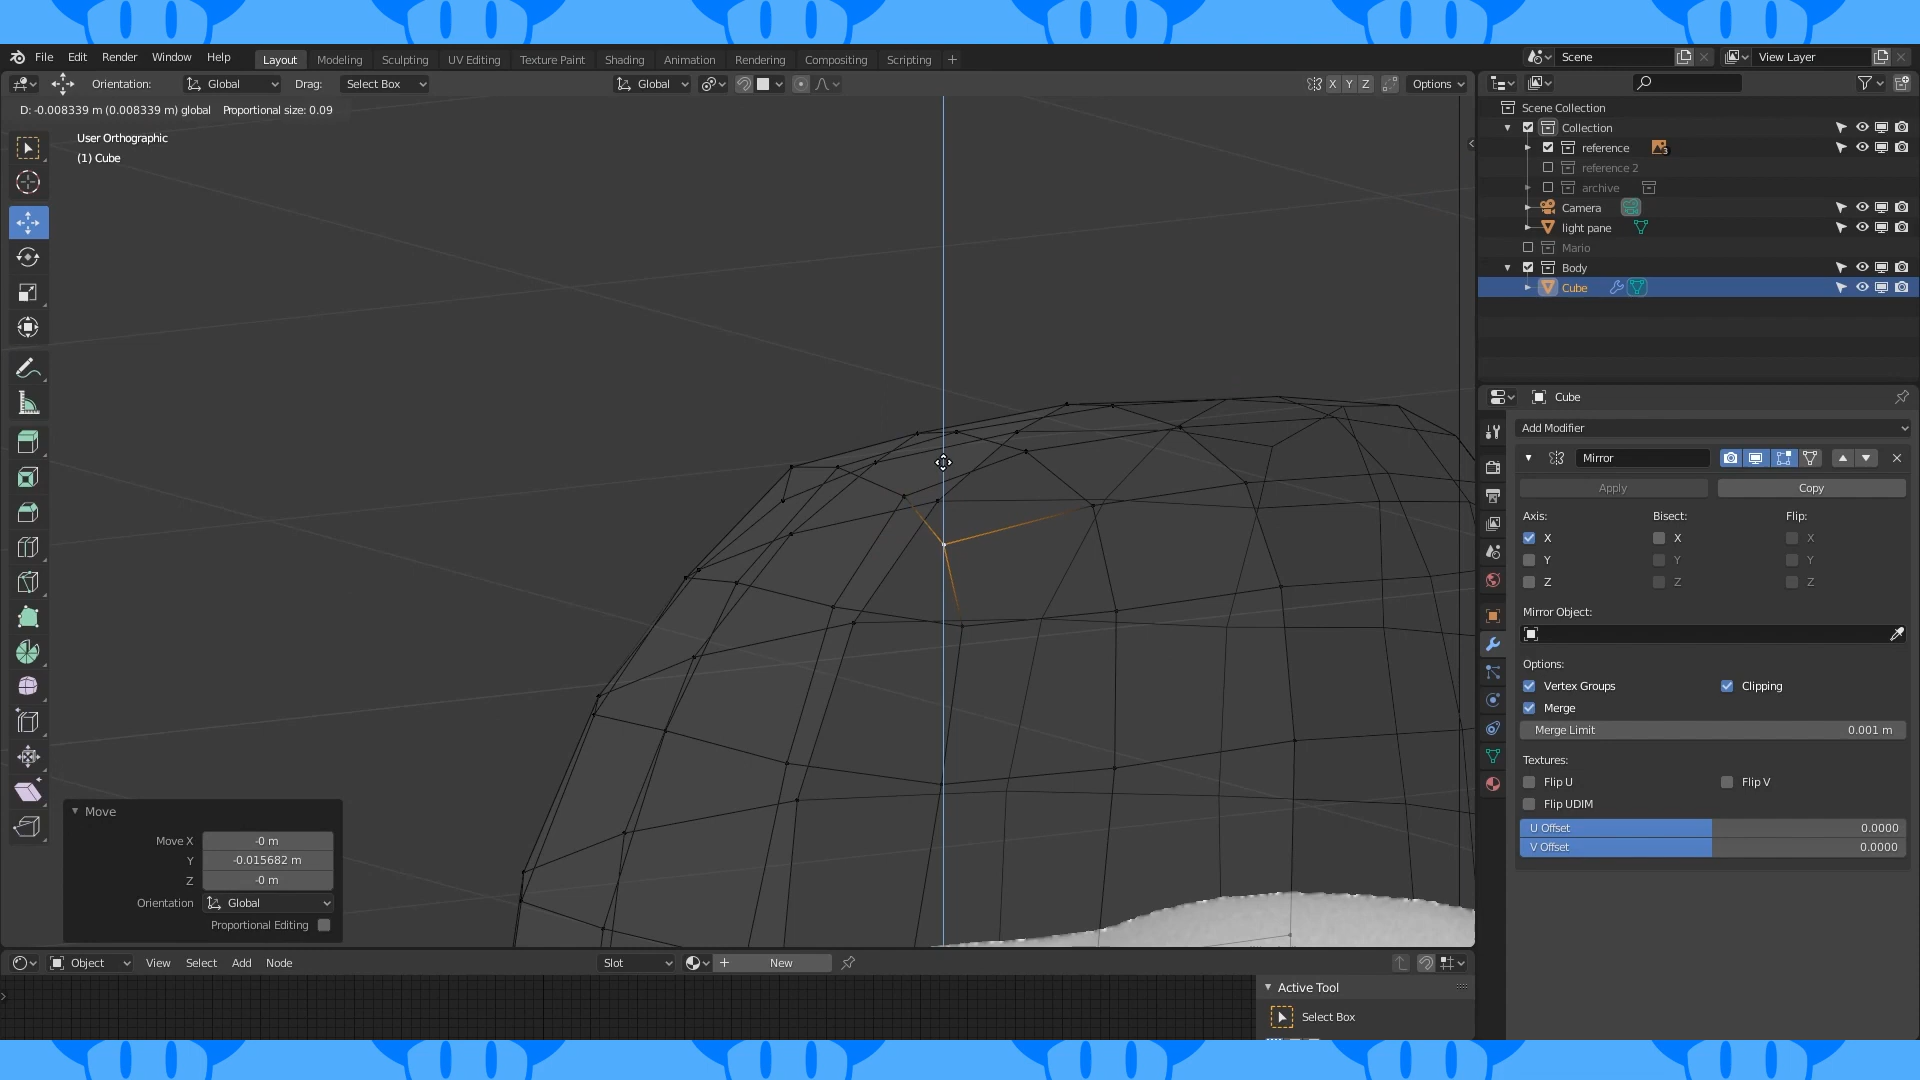 File Edit Render Window Help Layout Modeling Sculpting UV Editing Texture Paint Shading Animation Rendering Compositing Scripting + Scene View Layer
Orientation: Global Drag: Select Box Global X Y Z Options
D: -0.008339 m (0.008339 m) global Proportional size: 0.09
User Orthographic
(1) Cube
Scene Collection
Collection
reference 3
reference 2
archive
Camera
light pane
Mario
Body
Cube
Cube
Add Modifier
Mirror
Apply Copy
Axis: Bisect: Flip:
X X X
Y Y Y
Z Z Z
Mirror Object:
Options:
Vertex Groups Clipping
Merge
Merge Limit 0.001 m
Textures:
Flip U Flip V
Flip UDIM
U Offset 0.0000
V Offset 0.0000
Move
Move X -0 m
Y -0.015682 m
Z -0 m
Orientation Global
Proportional Editing
Object View Select Add Node Slot New
Active Tool
Select Box